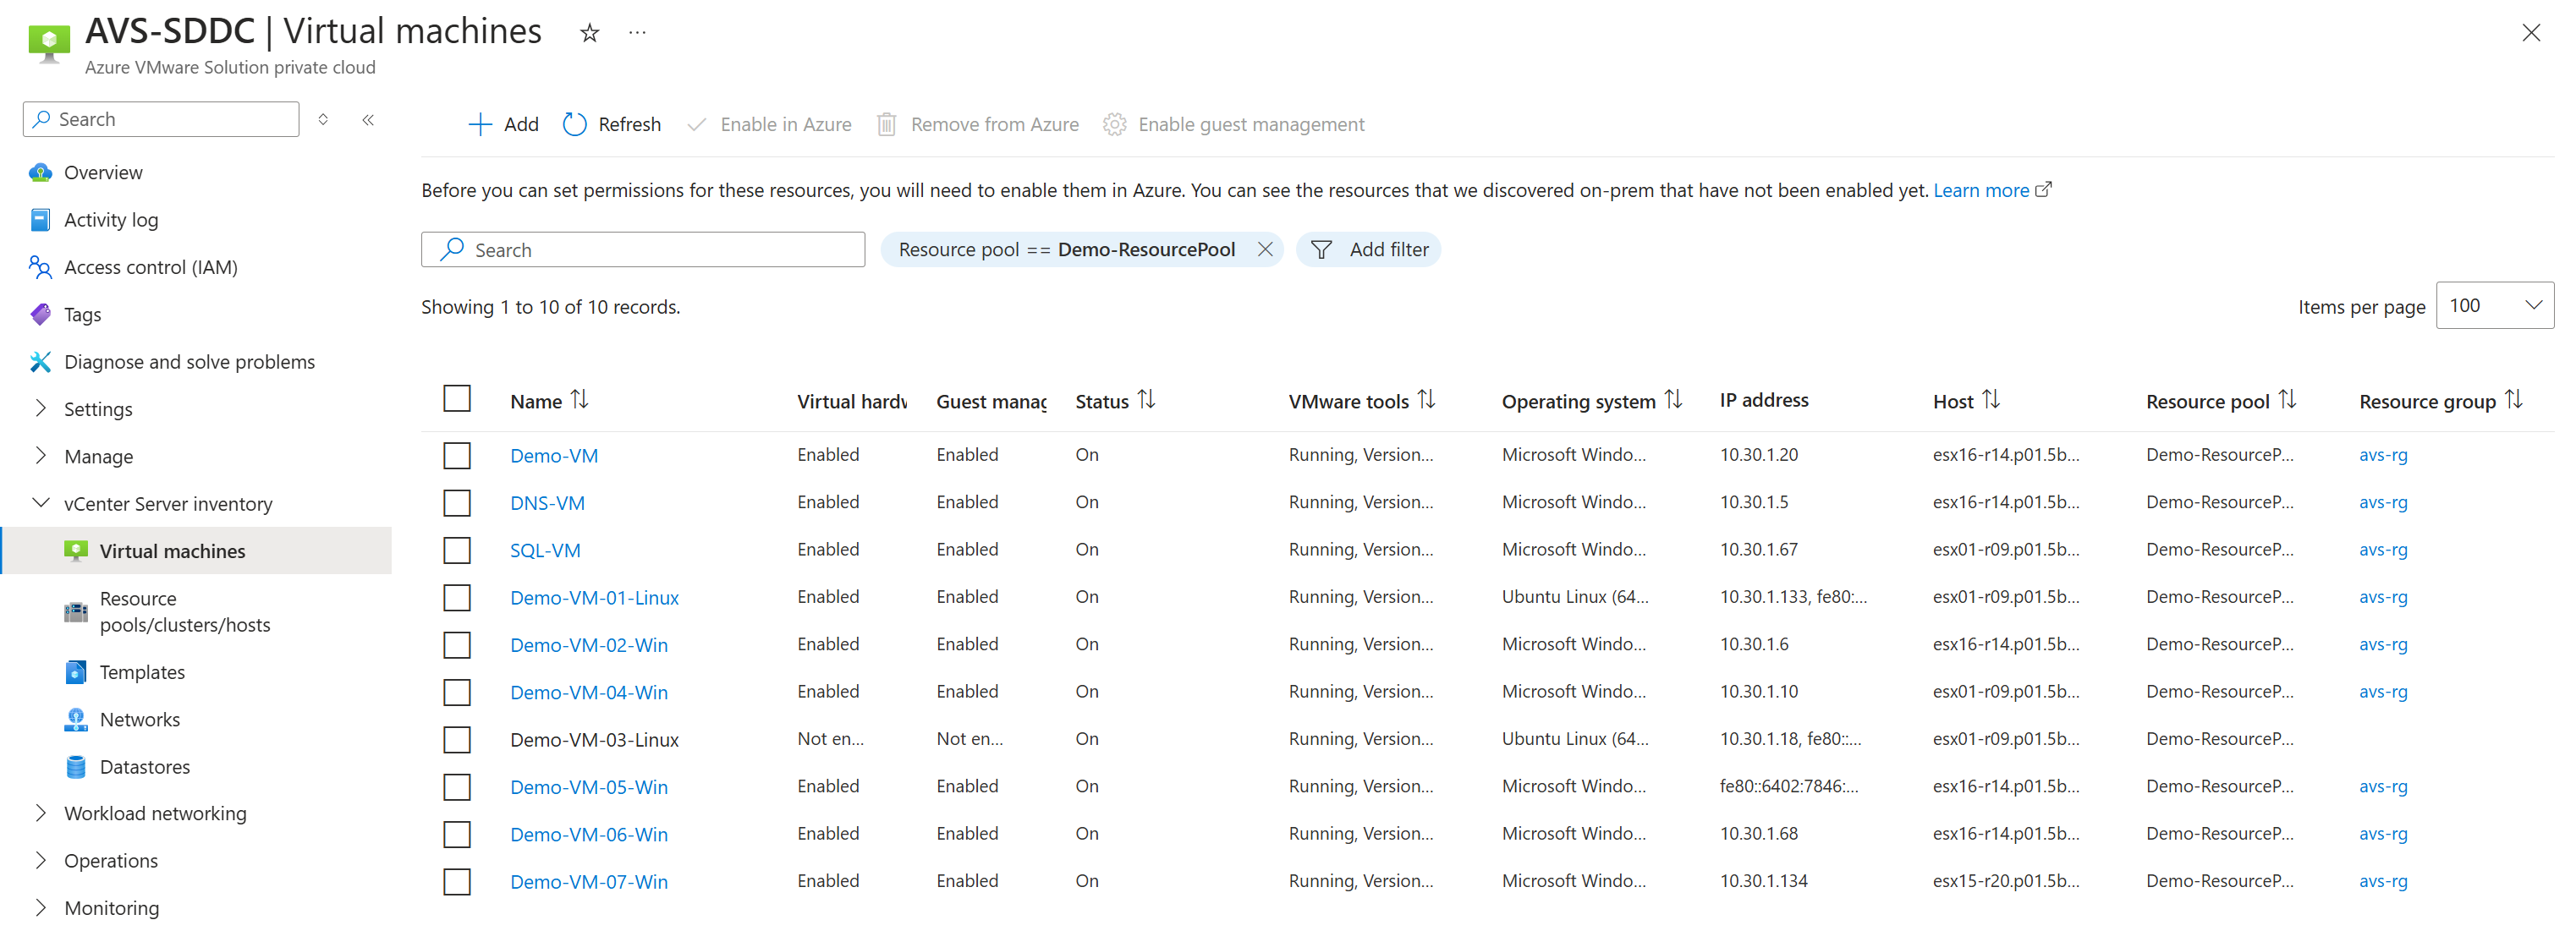 AVS-SDDC | Virtual machines
Azure VMware Solution private cloud
Search
Overview
Activity log
Access control (IAM)
Tags
Diagnose and solve problems
Settings
Manage
vCenter Server inventory
Virtual machines
Resource
pools/clusters/hosts
Templates
Networks
Datastores
Workload networking
Operations
Monitoring
Add Refresh Enable in Azure Remove from Azure Enable guest management
Before you can set permissions for these resources, you will need to enable them in Azure. You can see the resources that we discovered on-prem that have not been enabled yet. Learn more
Search Resource pool == Demo-ResourcePool Add filter
Showing 1 to 10 of 10 records. Items per page 100
Name Virtual hardw Guest manag Status VMware tools Operating system IP address Host Resource pool Resource group
Demo-VM Enabled Enabled On Running, Version... Microsoft Windo... 10.30.1.20 esx16-r14.p01.5b... Demo-ResourceP... avs-rg
DNS-VM Enabled Enabled On Running, Version... Microsoft Windo... 10.30.1.5 esx16-r14.p01.5b... Demo-ResourceP... avs-rg
SQL-VM Enabled Enabled On Running, Version... Microsoft Windo... 10.30.1.67 esx01-r09.p01.5b... Demo-ResourceP... avs-rg
Demo-VM-01-Linux Enabled Enabled On Running, Version... Ubuntu Linux (64... 10.30.1.133, fe80:... esx01-r09.p01.5b... Demo-ResourceP... avs-rg
Demo-VM-02-Win Enabled Enabled On Running, Version... Microsoft Windo... 10.30.1.6 esx16-r14.p01.5b... Demo-ResourceP... avs-rg
Demo-VM-04-Win Enabled Enabled On Running, Version... Microsoft Windo... 10.30.1.10 esx01-r09.p01.5b... Demo-ResourceP... avs-rg
Demo-VM-03-Linux Not en... Not en... On Running, Version... Ubuntu Linux (64... 10.30.1.18, fe80::... esx01-r09.p01.5b... Demo-ResourceP...
Demo-VM-05-Win Enabled Enabled On Running, Version... Microsoft Windo... fe80::6402:7846:... esx16-r14.p01.5b... Demo-ResourceP... avs-rg
Demo-VM-06-Win Enabled Enabled On Running, Version... Microsoft Windo... 10.30.1.68 esx16-r14.p01.5b... Demo-ResourceP... avs-rg
Demo-VM-07-Win Enabled Enabled On Running, Version... Microsoft Windo... 10.30.1.134 esx15-r20.p01.5b... Demo-ResourceP... avs-rg